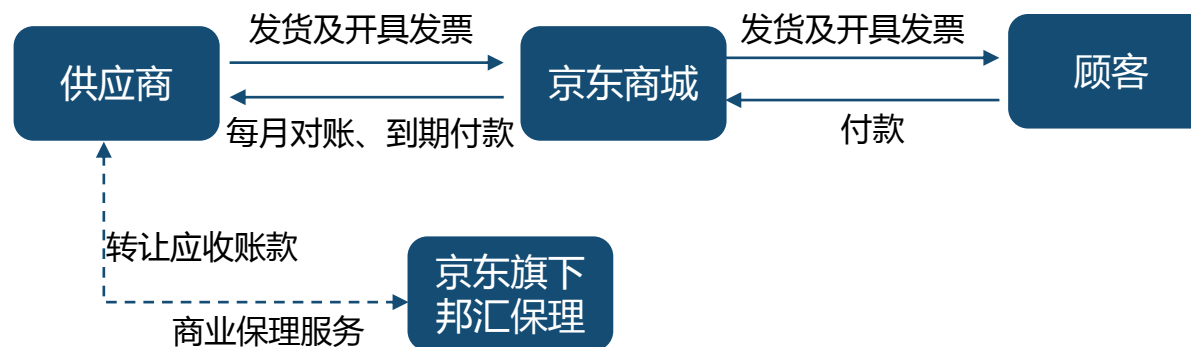 发货及开具发票
发货及开具发票
供应商
京东商城
顾客
每月对账、到期付款
付款
转让应收账款
京东旗下
邦汇保理
商业保理服务